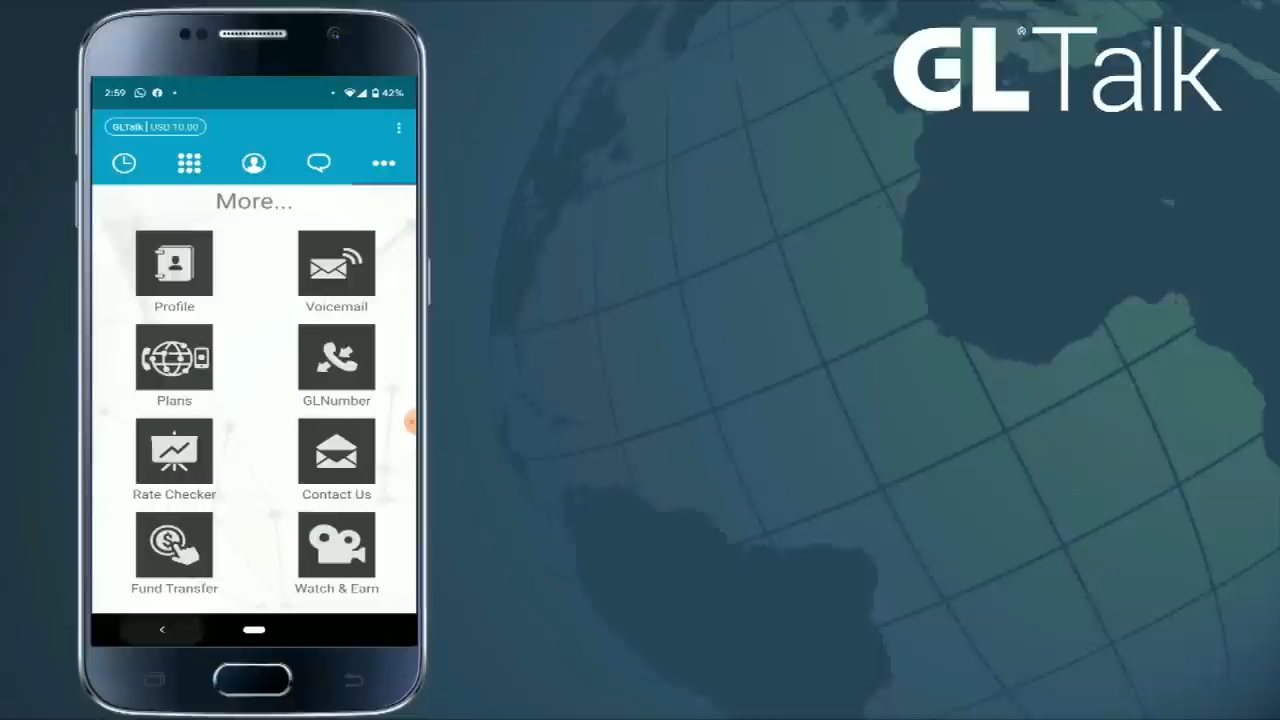 GLTalk®
2:59
42%
GLTalk | USD 10.00
More...
Profile
Voicemail
Plans
GLNumber
Rate Checker
Contact Us
Fund Transfer
Watch & Earn